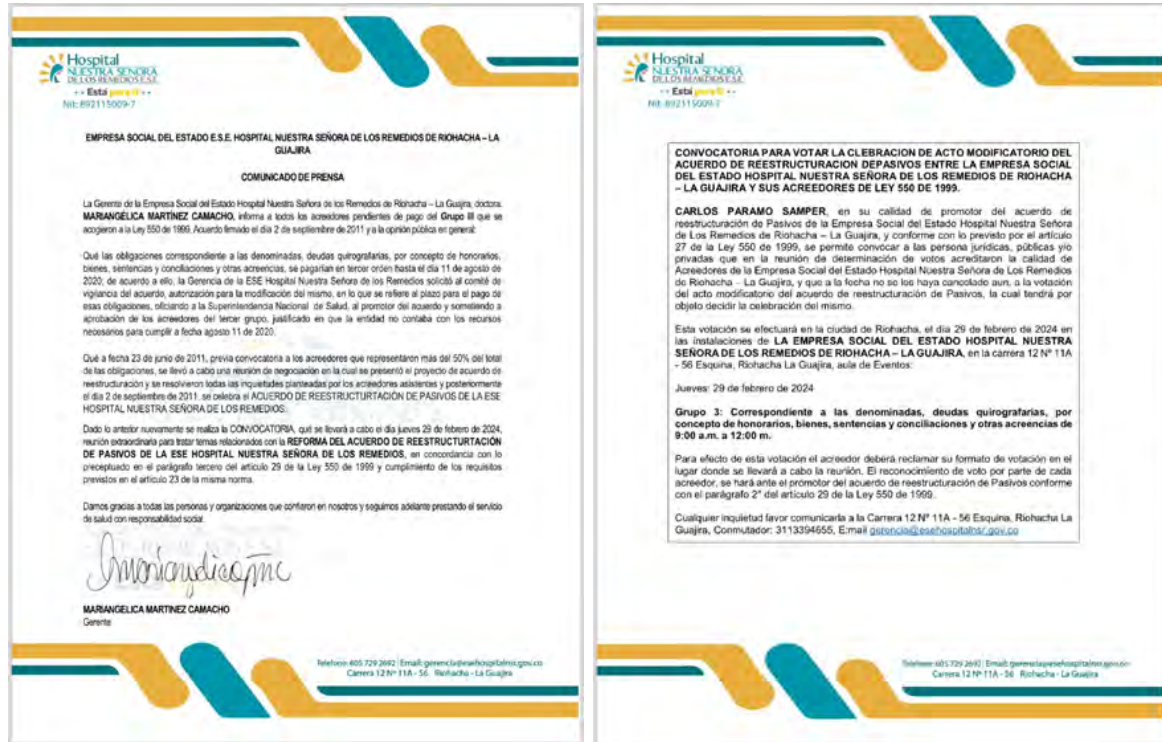 Hospital
NUESTRA SEÑORA
DE LOS REMEDIOS E.S.E.
Está para ti
Nit: 892115009-7
EMPRESA SOCIAL DEL ESTADO E.S.E. HOSPITAL NUESTRA SEÑORA DE LOS REMEDIOS DE RIOHACHA – LA
GUAJIRA
COMUNICADO DE PRENSA
La Gerente de la Empresa Social del Estado Hospital Nuestra Señora de los Remedios de Riohacha – La Guajira, doctora
MARIANGÉLICA MARTÍNEZ CAMACHO, informa a todos los acreedores pendientes de pago del Grupo III que se
acogieron a la Ley 550 de 1999, Acuerdo firmado el día 2 de septiembre de 2011 y a la opinión pública en general:
Qué las obligaciones correspondiente a las denominadas, deudas quirografarias, por concepto de honorarios,
bienes, sentencias y conciliaciones y otras acreencias, se pagarían en tercer orden hasta el día 11 de agosto de
2020; de acuerdo a ello, la Gerencia de la ESE Hospital Nuestra Señora de los Remedios solicitó al comité de
vigilancia del acuerdo, autorización para la modificación del mismo, en lo que se refiere al plazo para el pago de
esas obligaciones, oficiando a la Superintendencia Nacional de Salud, al promotor del acuerdo y sometiendo a
aprobación de los acreedores del tercer grupo, justificado en que la entidad no contaba con los recursos
necesarios para cumplir a fecha agosto 11 de 2020.
Qué a fecha 23 de junio de 2011, previa convocatoria a los acreedores que representaron más del 50% del total
de las obligaciones, se llevó a cabo una reunión de negociación en la cual se presentó el proyecto de acuerdo de
reestructuración y se resolvieron todas las inquietudes planteadas por los acreedores asistentes y posteriormente
el día 2 de septiembre de 2011, se celebra el ACUERDO DE REESTRUCTURTACIÓN DE PASIVOS DE LA ESE
HOSPITAL NUESTRA SEÑORA DE LOS REMEDIOS.
Dado lo anterior nuevamente se realiza la CONVOCATORIA, qué se llevará a cabo el día jueves 29 de febrero de 2024,
reunión extraordinaria para tratar temas relacionados con la REFORMA DEL ACUERDO DE REESTRUCTURTACIÓN
DE PASIVOS DE LA ESE HOSPITAL NUESTRA SEÑORA DE LOS REMEDIOS, en concordancia con lo
preceptuado en el parágrafo tercero del artículo 29 de la Ley 550 de 1999 y cumplimiento de los requisitos
previstos en el artículo 23 de la misma norma.
Damos gracias a todas las personas y organizaciones que confiaron en nosotros y seguimos adelante prestando el servicio
de salud con responsabilidad social.
MARIANGELICA MARTINEZ CAMACHO
Gerente
Telefono: 605 729 2692 | Email: gerencia@esehospitalnsr.gov.co
Carrera 12 Nº 11A - 56 Riohacha - La Guajira
Hospital
NUESTRA SEÑORA
DE LOS REMEDIOS E.S.E.
Está para ti
Nit: 892115009-7
CONVOCATORIA PARA VOTAR LA CLEBRACION DE ACTO MODIFICATORIO DEL
ACUERDO DE REESTRUCTURACION DEPASIVOS ENTRE LA EMPRESA SOCIAL
DEL ESTADO HOSPITAL NUESTRA SEÑORA DE LOS REMEDIOS DE RIOHACHA
– LA GUAJIRA Y SUS ACREEDORES DE LEY 550 DE 1999.
CARLOS PARAMO SAMPER, en su calidad de promotor del acuerdo de
reestructuración de Pasivos de la Empresa Social del Estado Hospital Nuestra Señora
de Los Remedios de Riohacha – La Guajira, y conforme con lo previsto por el artículo
27 de la Ley 550 de 1999, se permite convocar a las persona jurídicas, públicas y/o
privadas que en la reunión de determinación de votos acreditaron la calidad de
Acreedores de la Empresa Social del Estado Hospital Nuestra Señora de Los Remedios
de Riohacha – La Guajira, y que a la fecha no se los haya cancelado aun, a la votación
del acto modificatorio del acuerdo de reestructuración de Pasivos, la cual tendrá por
objeto decidir la celebración del mismo.
Esta votación se efectuará en la ciudad de Riohacha, el día 29 de febrero de 2024 en
las instalaciones de LA EMPRESA SOCIAL DEL ESTADO HOSPITAL NUESTRA
SEÑORA DE LOS REMEDIOS DE RIOHACHA – LA GUAJIRA, en la carrera 12 Nº 11A
- 56 Esquina, Riohacha La Guajira, aula de Eventos:
Jueves: 29 de febrero de 2024
Grupo 3: Correspondiente a las denominadas, deudas quirografarias, por
concepto de honorarios, bienes, sentencias y conciliaciones y otras acreencias de
9:00 a.m. a 12:00 m.
Para efecto de esta votación el acreedor deberá reclamar su formato de votación en el
lugar donde se llevará a cabo la reunión. El reconocimiento de voto por parte de cada
acreedor, se hará ante el promotor del acuerdo de reestructuración de Pasivos conforme
con el parágrafo 2° del artículo 29 de la Ley 550 de 1999.
Cualquier inquietud favor comunicarla a la Carrera 12 Nº 11A - 56 Esquina, Riohacha La
Guajira, Conmutador: 3113394655, E:mail gerencia@esehospitalnsr.gov.co
Telefono: 605 729 2692 | Email: gerencia@esehospitalnsr.gov.co
Carrera 12 Nº 11A - 56 Riohacha - La Guajira